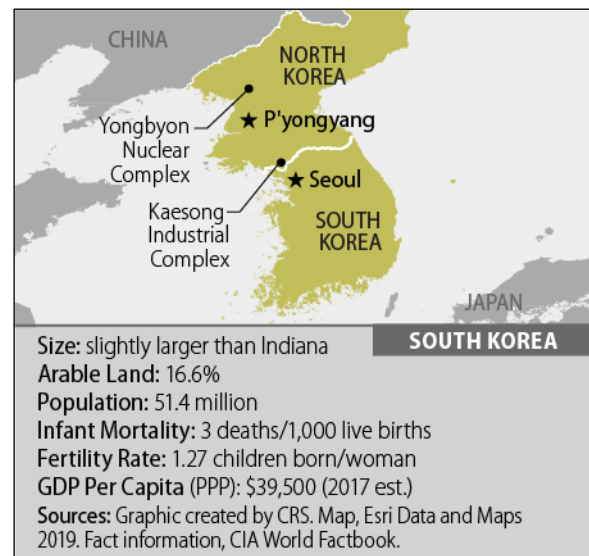 CHINA
NORTH
KOREA
Yongbyon
Nuclear
Complex
P'yongyang
Kaesong
Industrial
Complex
Seoul
SOUTH
KOREA
JAPAN
SOUTH KOREA
Size: slightly larger than Indiana
Arable Land: 16.6%
Population: 51.4 million
Infant Mortality: 3 deaths/1,000 live births
Fertility Rate: 1.27 children born/woman
GDP Per Capita (PPP): $39,500 (2017 est.)
Sources: Graphic created by CRS. Map, Esri Data and Maps
2019. Fact information, CIA World Factbook.